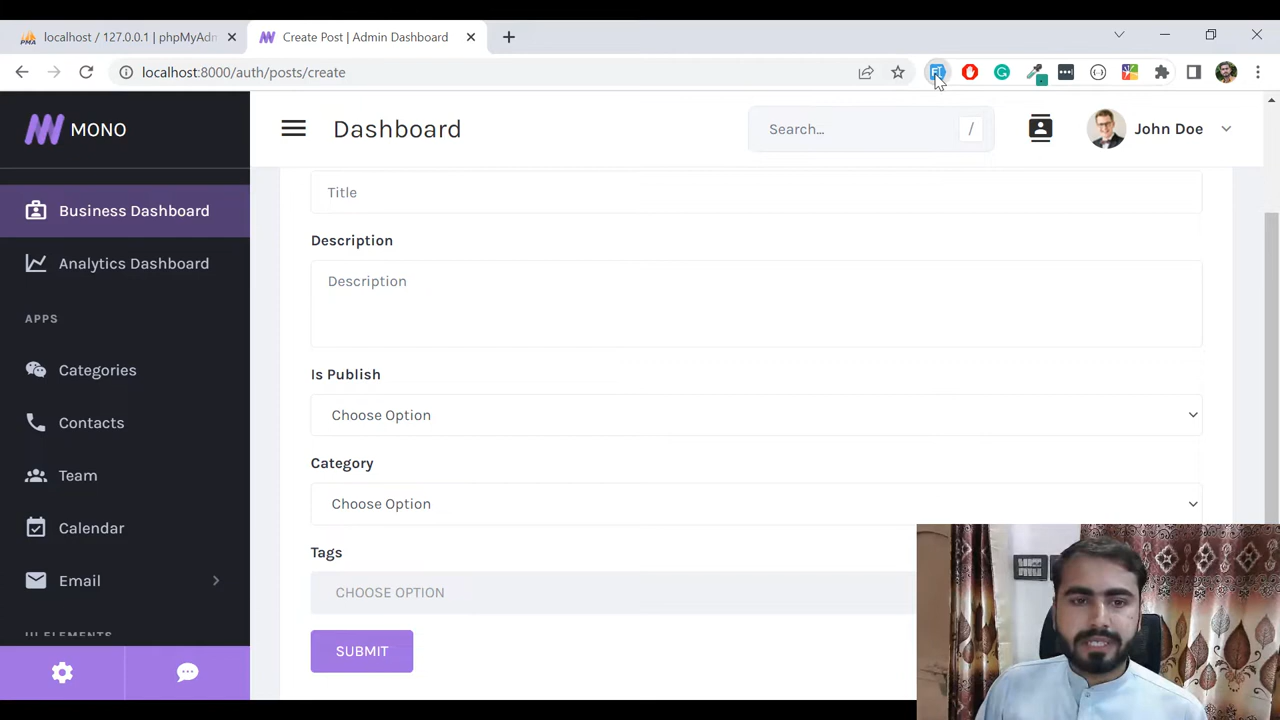 localhost / 127.0.0.1 | phpMyAdm
Create Post | Admin Dashboard
localhost:8000/auth/posts/create
MONO
Dashboard
Search...
/
John Doe
Business Dashboard
Analytics Dashboard
APPS
Categories
Contacts
Team
Calendar
Email
UI ELEMENTS
Title
Description
Description
Is Publish
Choose Option
Category
Choose Option
Tags
CHOOSE OPTION
SUBMIT